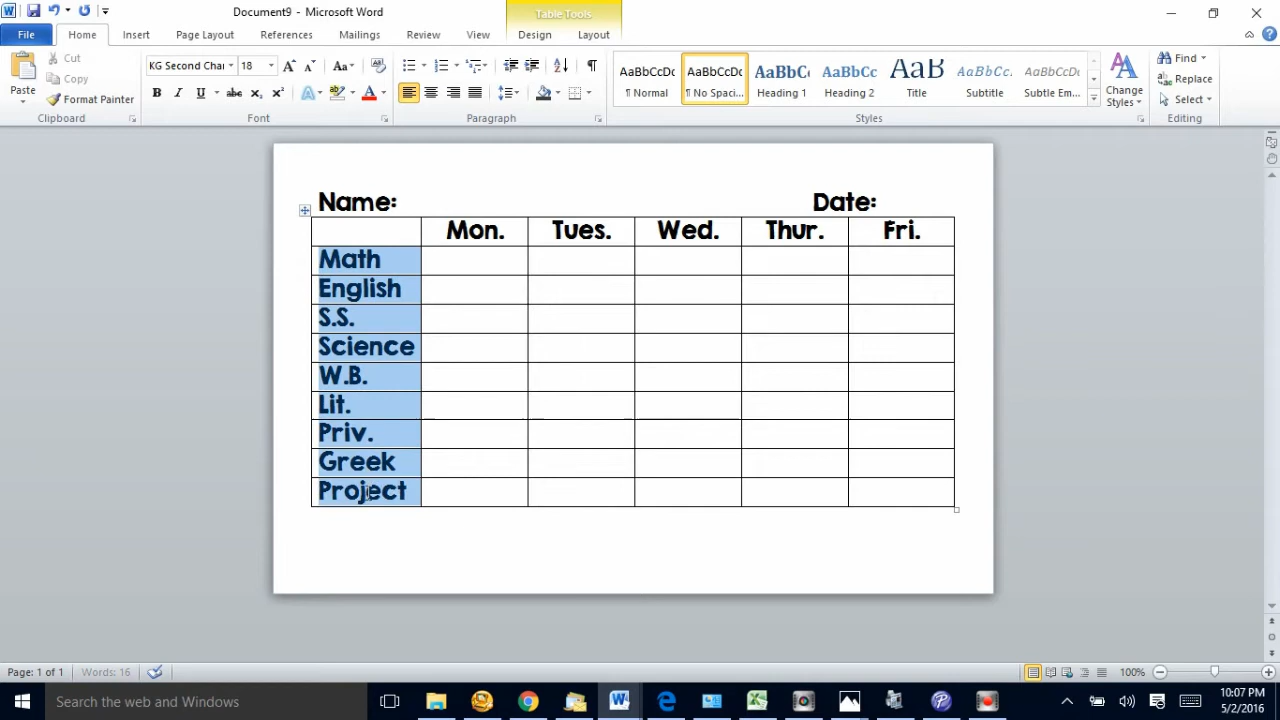 Document9 - Microsoft Word
Table Tools
File Home Insert Page Layout References Mailings Review View Design Layout
Paste
Cut
Copy
Format Painter
Clipboard
KG Second Chan 18
Font
Paragraph
AaBbCcDc AaBbCcDc AaBbCc AaBbCc AaB AaBbCc. AaBbCcDc
¶ Normal ¶ No Spaci... Heading 1 Heading 2 Title Subtitle Subtle Em...
Change Styles
Styles
Find
Replace
Select
Editing
Name: Date:
Mon. Tues. Wed. Thur. Fri.
Math
English
S.S.
Science
W.B.
Lit.
Priv.
Greek
Project
Page: 1 of 1 Words: 16 100%
Search the web and Windows
10:07 PM
5/2/2016